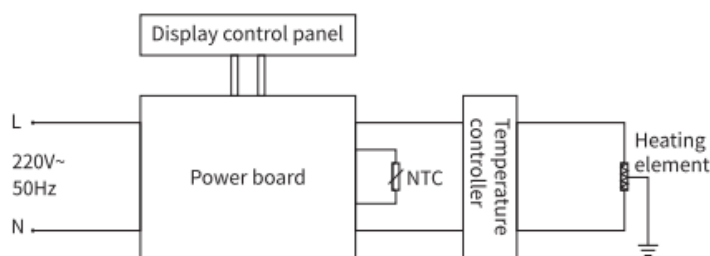 Display control panel
L
220V~
50Hz
N
Power board
NTC
Temperature
controller
Heating
element